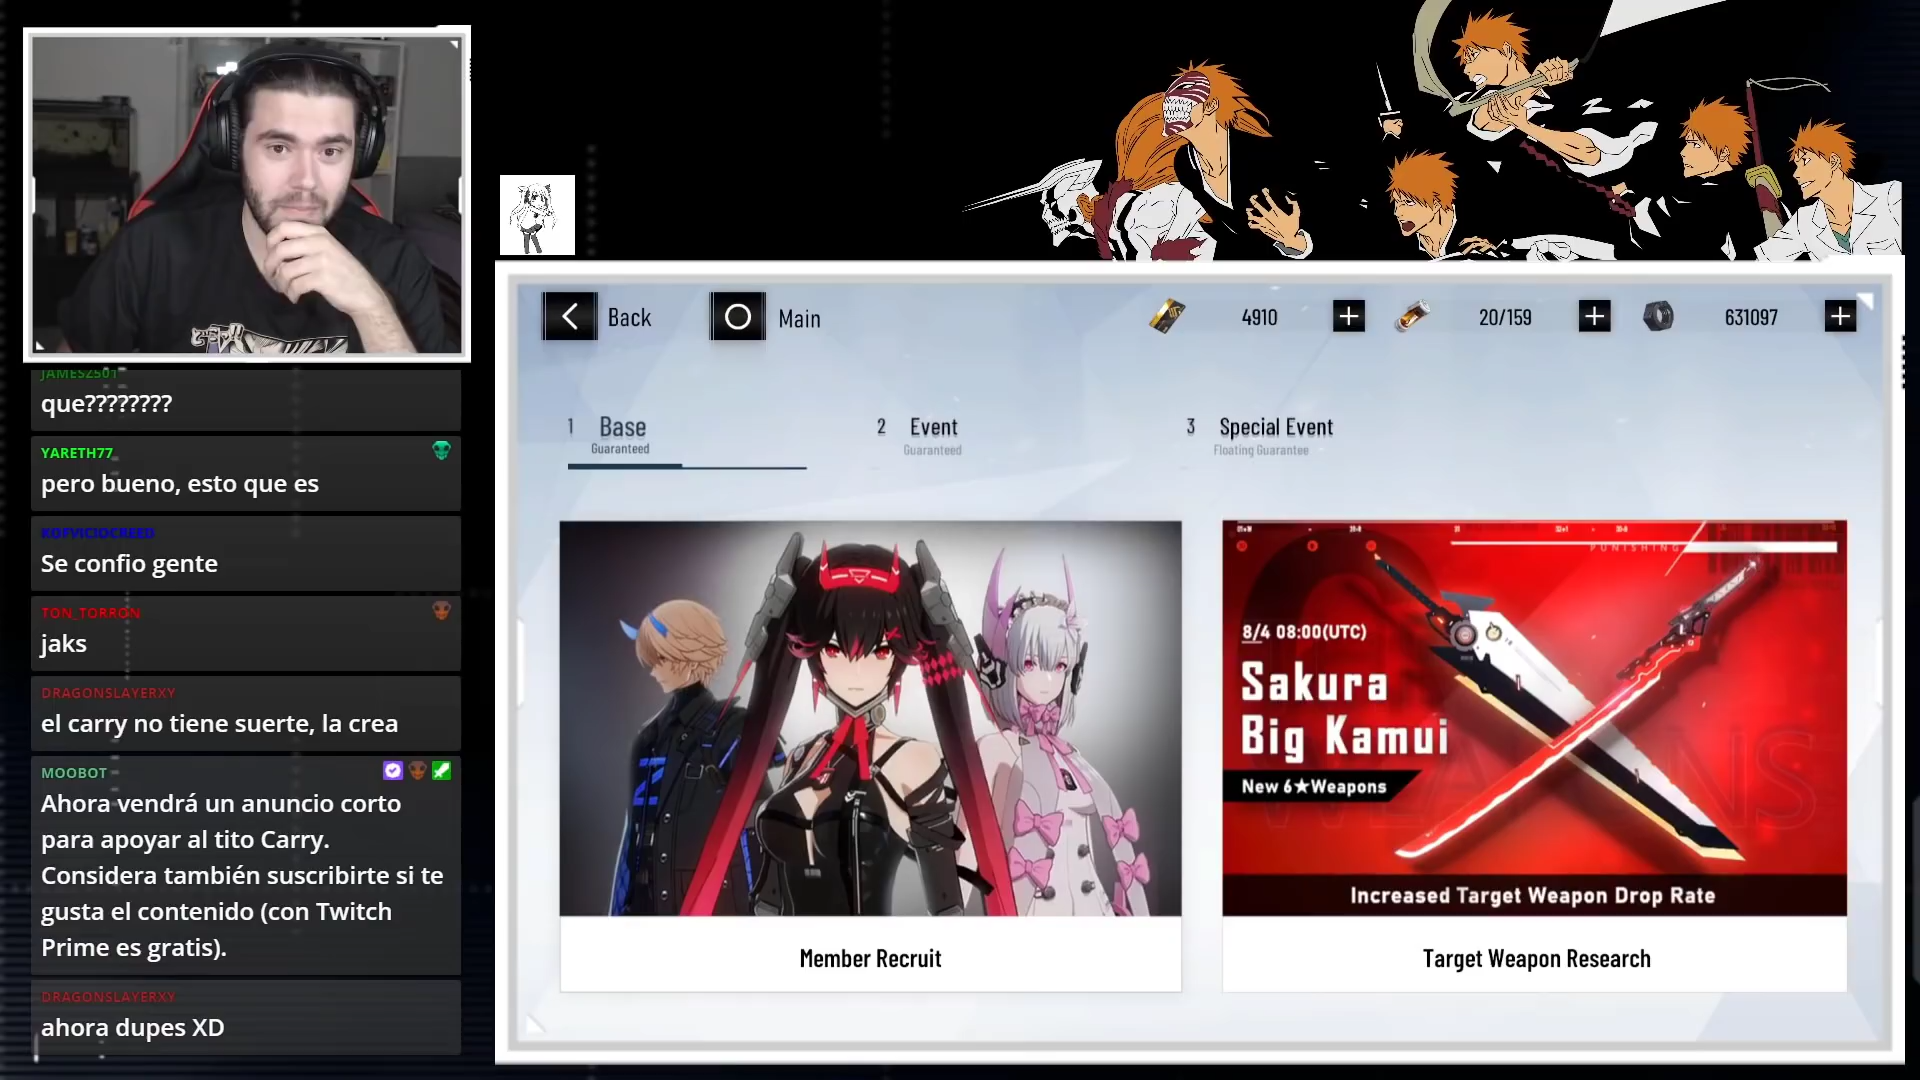 JAMES2501
que????????
YARETH77
pero bueno, esto que es
KOFVICIOCREED
Se confio gente
TON_TORRON
jaks
DRAGONSLAYERXY
el carry no tiene suerte, la crea
MOOBOT
Ahora vendrá un anuncio corto
para apoyar al tito Carry.
Considera también suscribirte si te
gusta el contenido (con Twitch
Prime es gratis).
DRAGONSLAYERXY
ahora dupes XD
Back
Main
4910
20/159
631097
1 Base
Guaranteed
2 Event
Guaranteed
3 Special Event
Floating Guarantee
Member Recruit
PUNISHING
8/4 08:00(UTC)
Sakura
Big Kamui
New 6★Weapons
Increased Target Weapon Drop Rate
Target Weapon Research